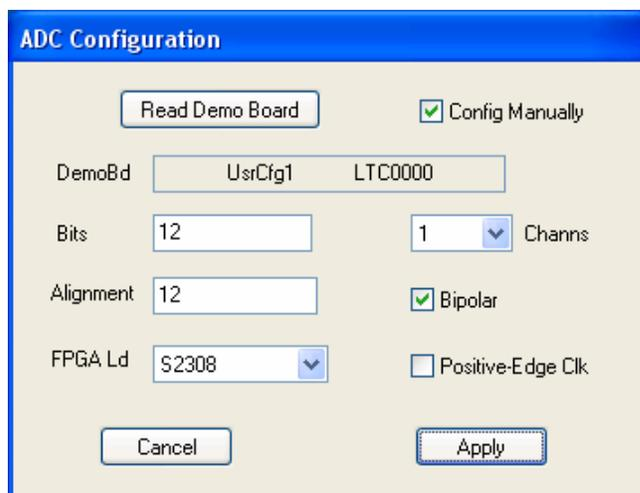 ADC Configuration
Read Demo Board Config Manually
DemoBd UsrCfg1 LTC0000
Bits 12 1 Channs
Alignment 12 Bipolar
FPGA Ld S2308 Positive-Edge Clk
Cancel Apply